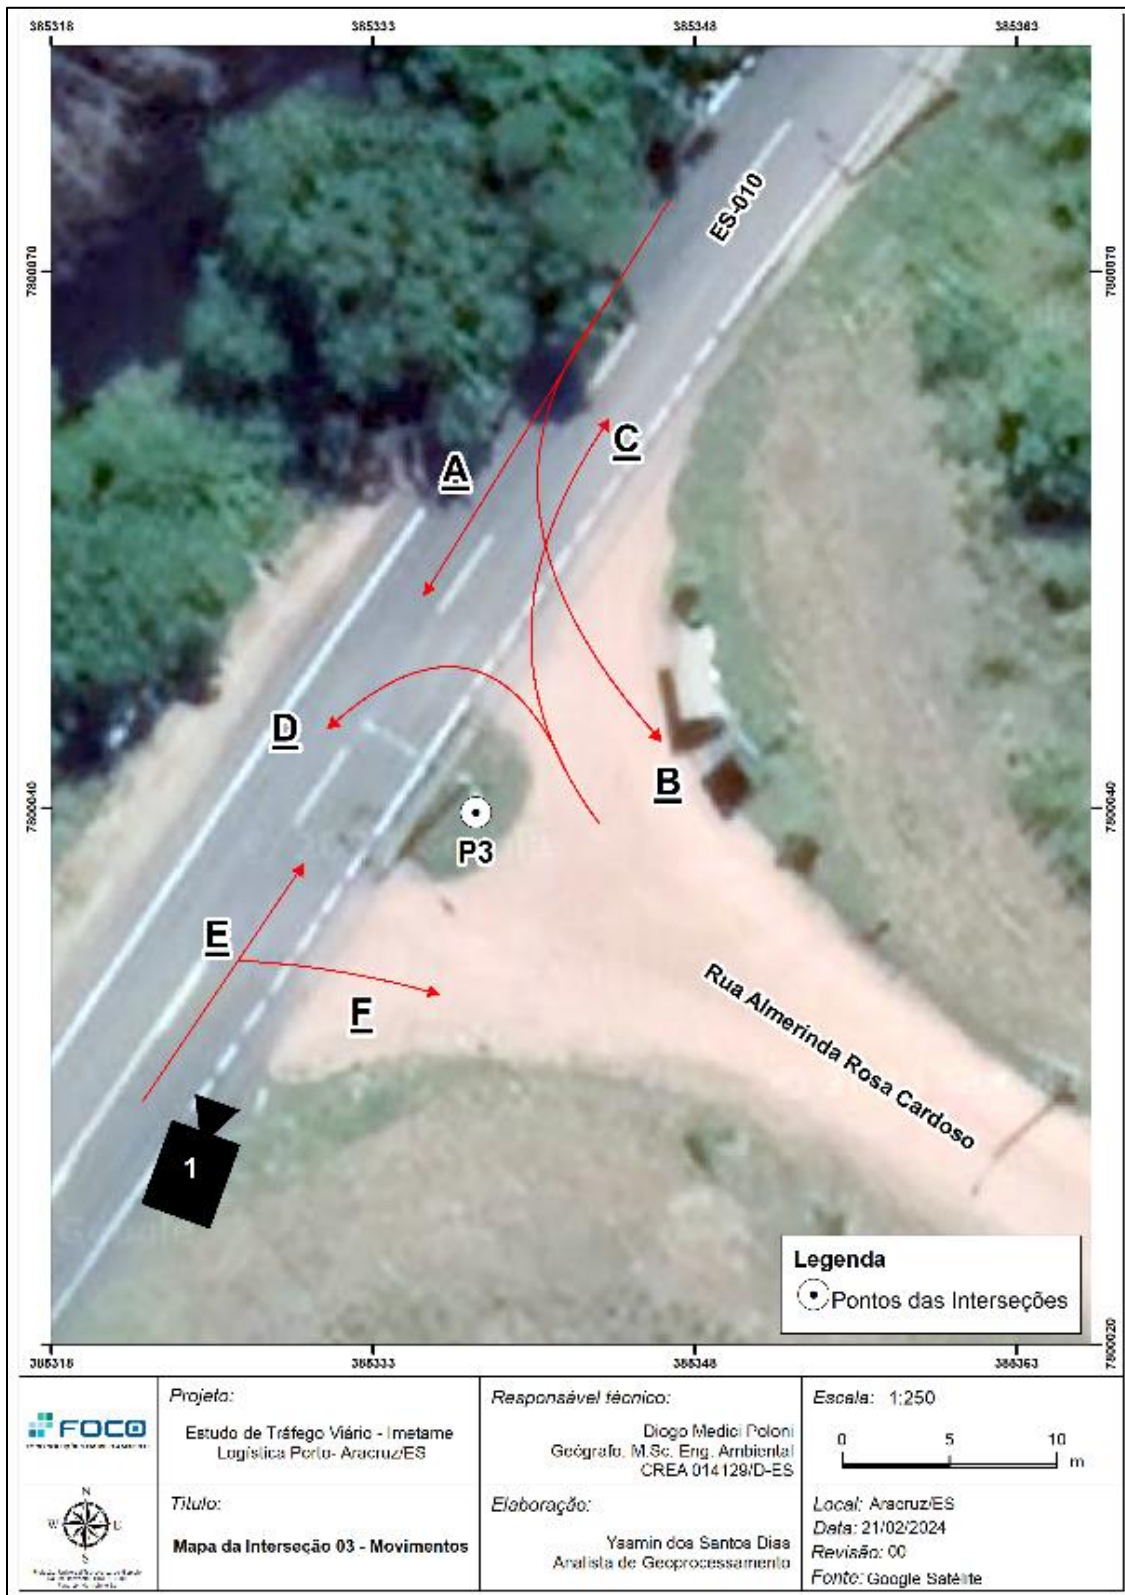 385318 385333 385348 385363
7800070 7800070
ES-010
C
A
D
B
7800040 7800040
P3
E
F
Rua Almerinda Rosa Cardoso
1
Legenda
Pontos das Interseções
7800020
385318 385333 385348 385363
FOCO
Projeto:
Estudo de Tráfego Viário - Imetame
Logística Porto- Aracruz/ES
Responsável técnico:
Diogo Medici Poloni
Geógrafo, M.Sc. Eng. Ambiental
CREA 014129/D-ES
Escala: 1:250
0 5 10
m
N
W
S
Título:
Mapa da Interseção 03 - Movimentos
Elaboração:
Yasmin dos Santos Dias
Analista de Geoprocessamento
Local: Aracruz/ES
Data: 21/02/2024
Revisão: 00
Fonte: Google Satélite